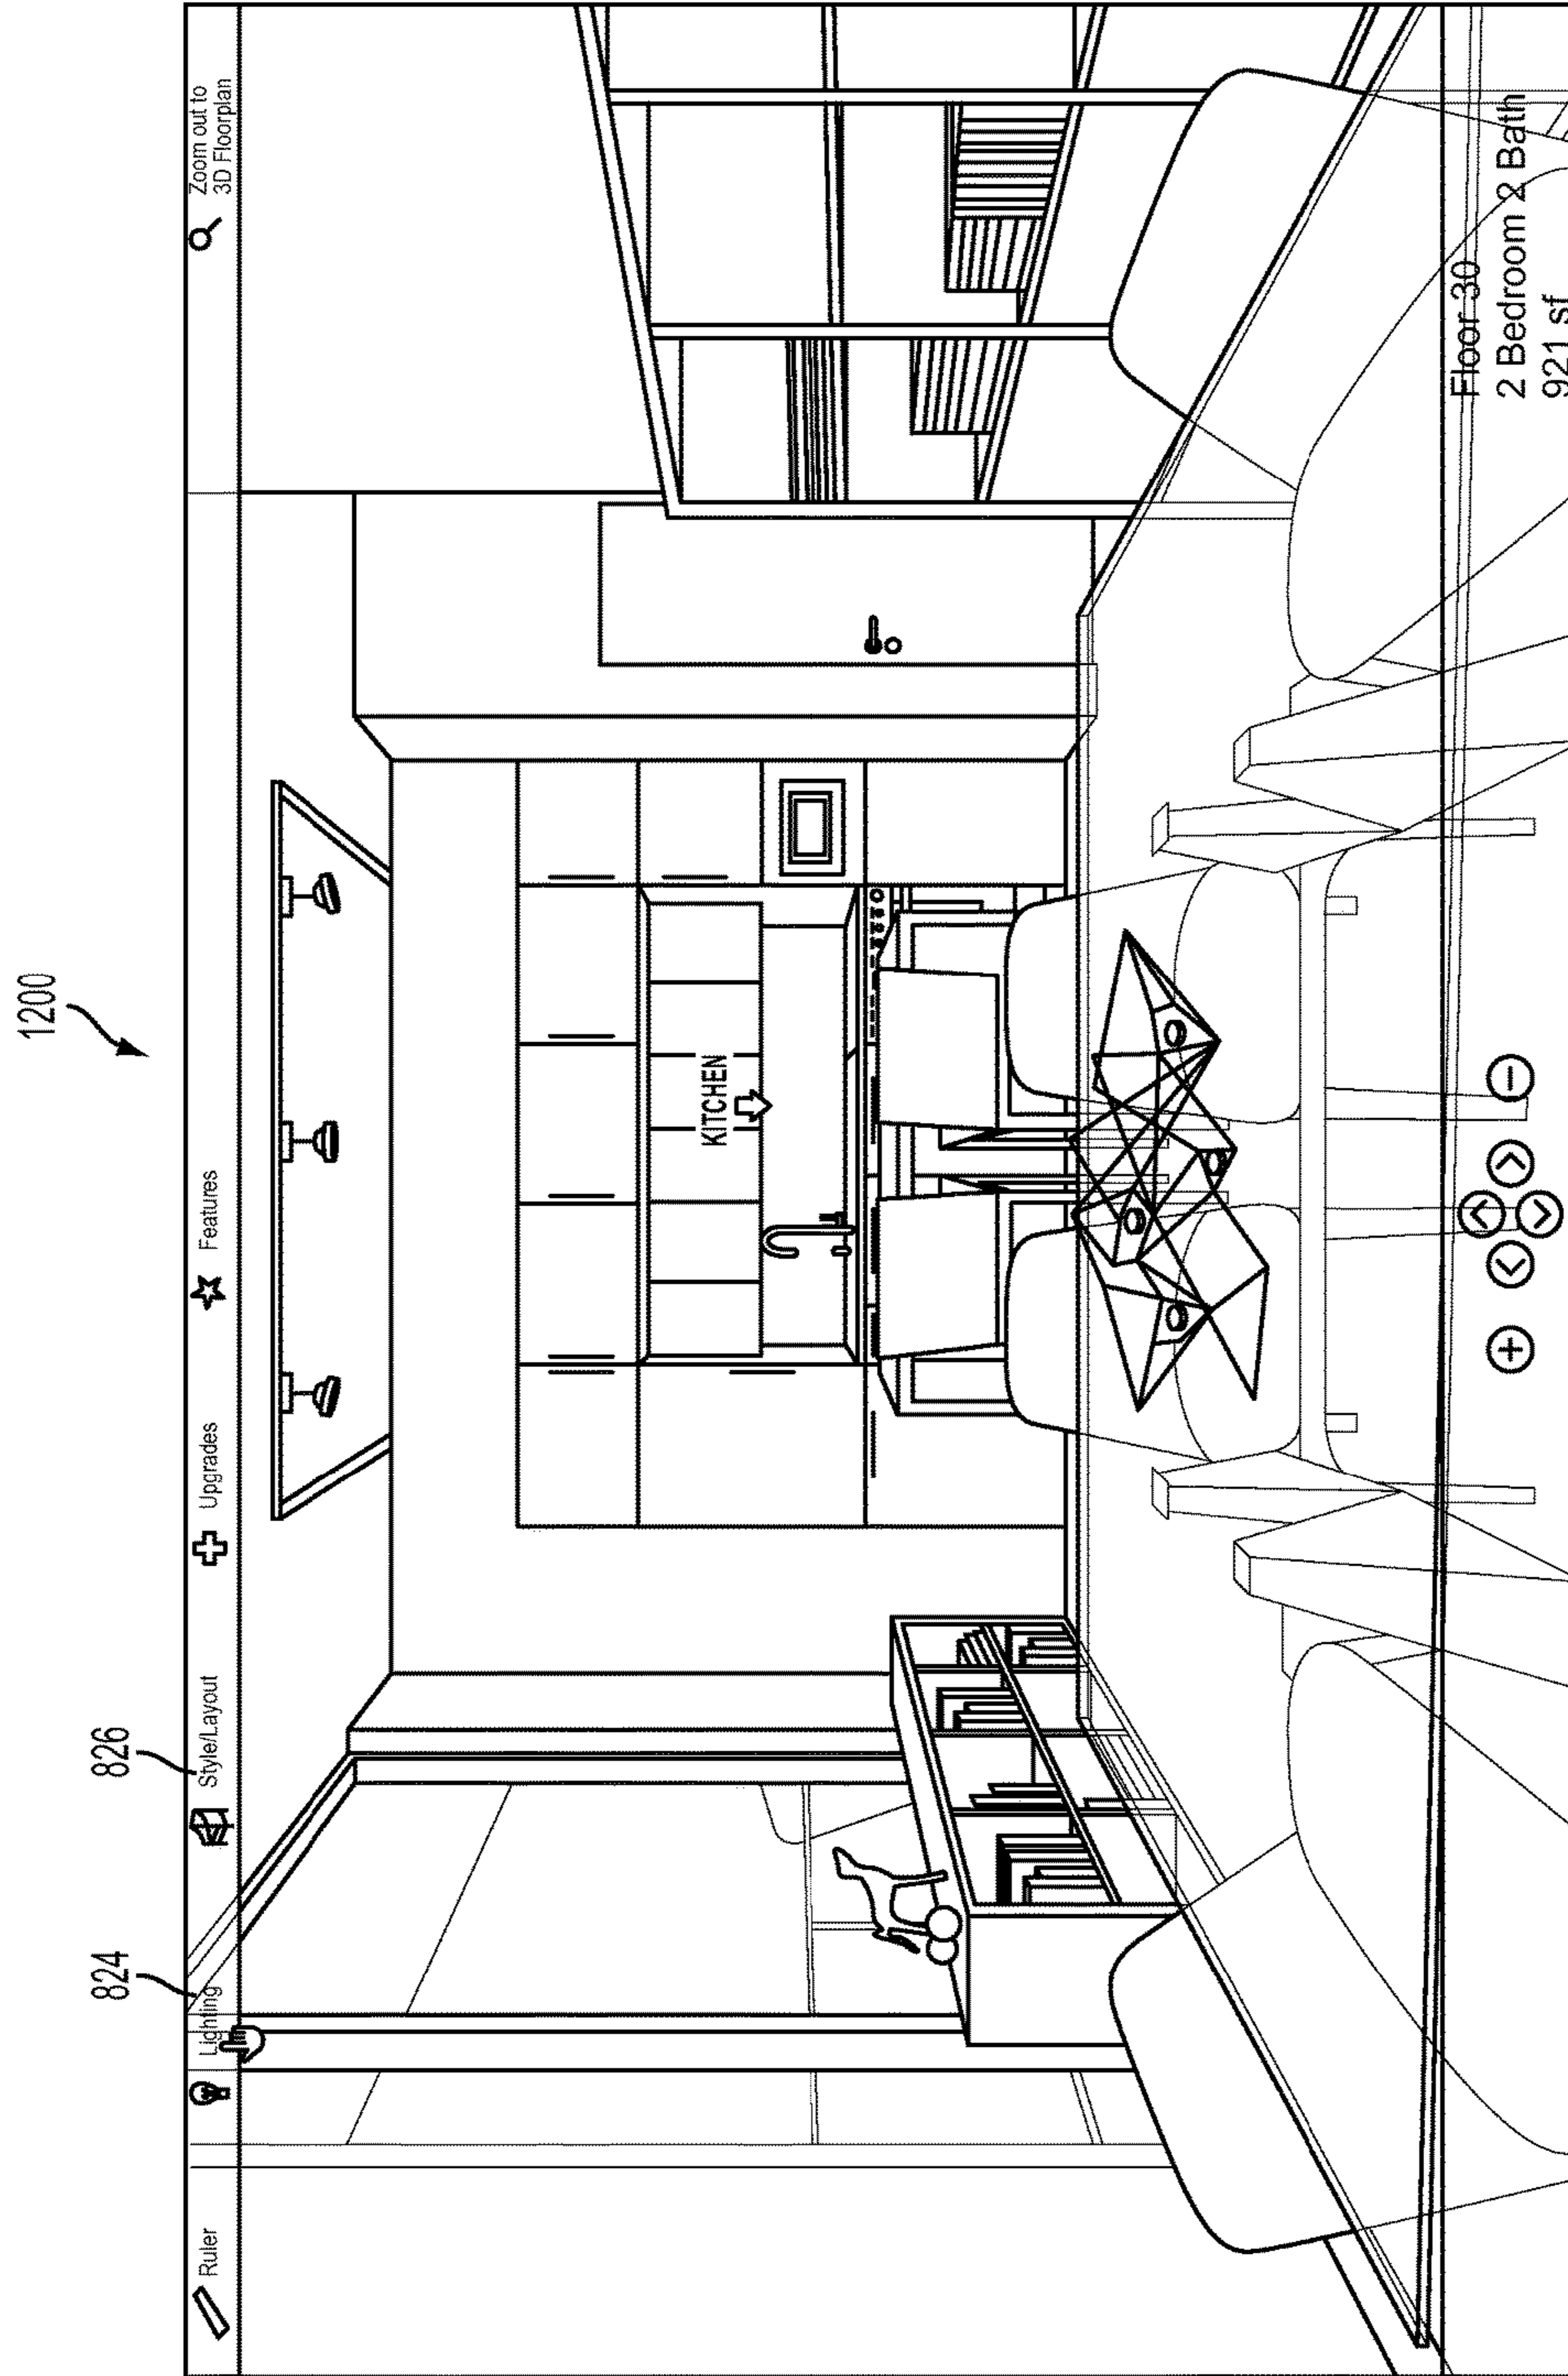 1200
824
826
Ruler
Lighting
Style/Layout
Upgrades
Features
Zoom out to
3D Floorplan
KITCHEN
Floor 30
2 Bedroom 2 Bath
921 sf